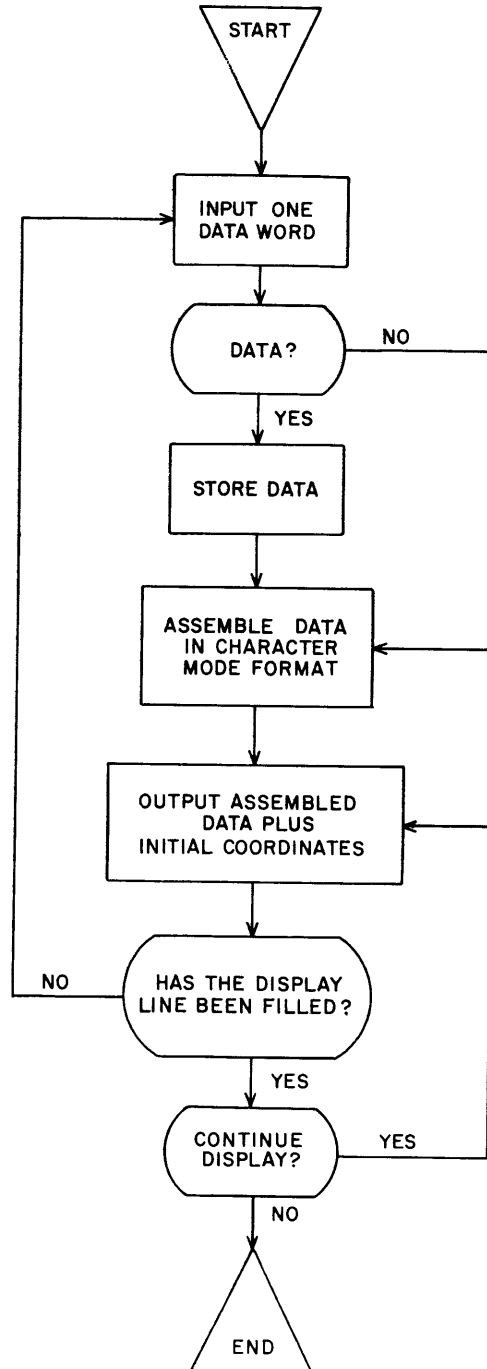 START
INPUT ONE
DATA WORD
DATA?
NO
YES
STORE DATA
ASSEMBLE DATA
IN CHARACTER
MODE FORMAT
OUTPUT ASSEMBLED
DATA PLUS
INITIAL COORDINATES
NO
HAS THE DISPLAY
LINE BEEN FILLED?
YES
CONTINUE
DISPLAY?
YES
NO
END